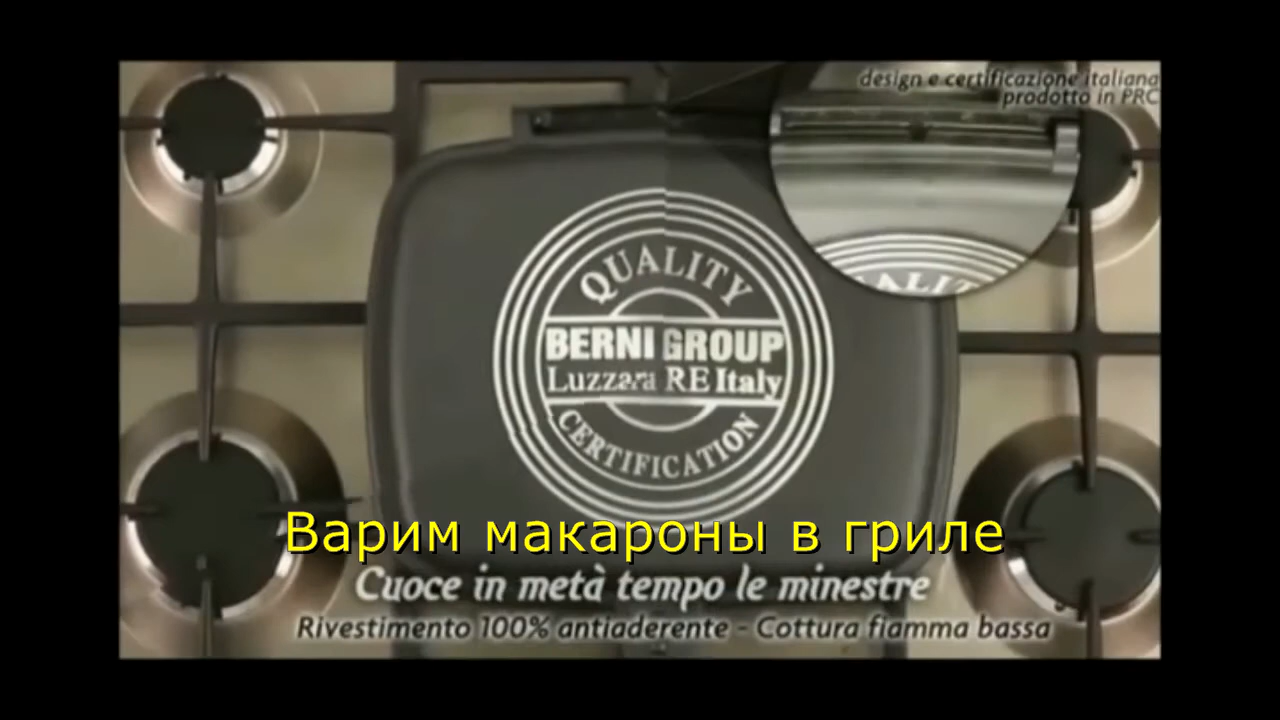 design e certificazione italiana
prodotto in PRC
QUALITY
BERNI GROUP
Luzzara RE Italy
CERTIFICATION
ALIT
Варим макароны в гриле
Cuoce in metà tempo le minestre
Rivestimento 100% antiaderente - Cottura fiamma bassa